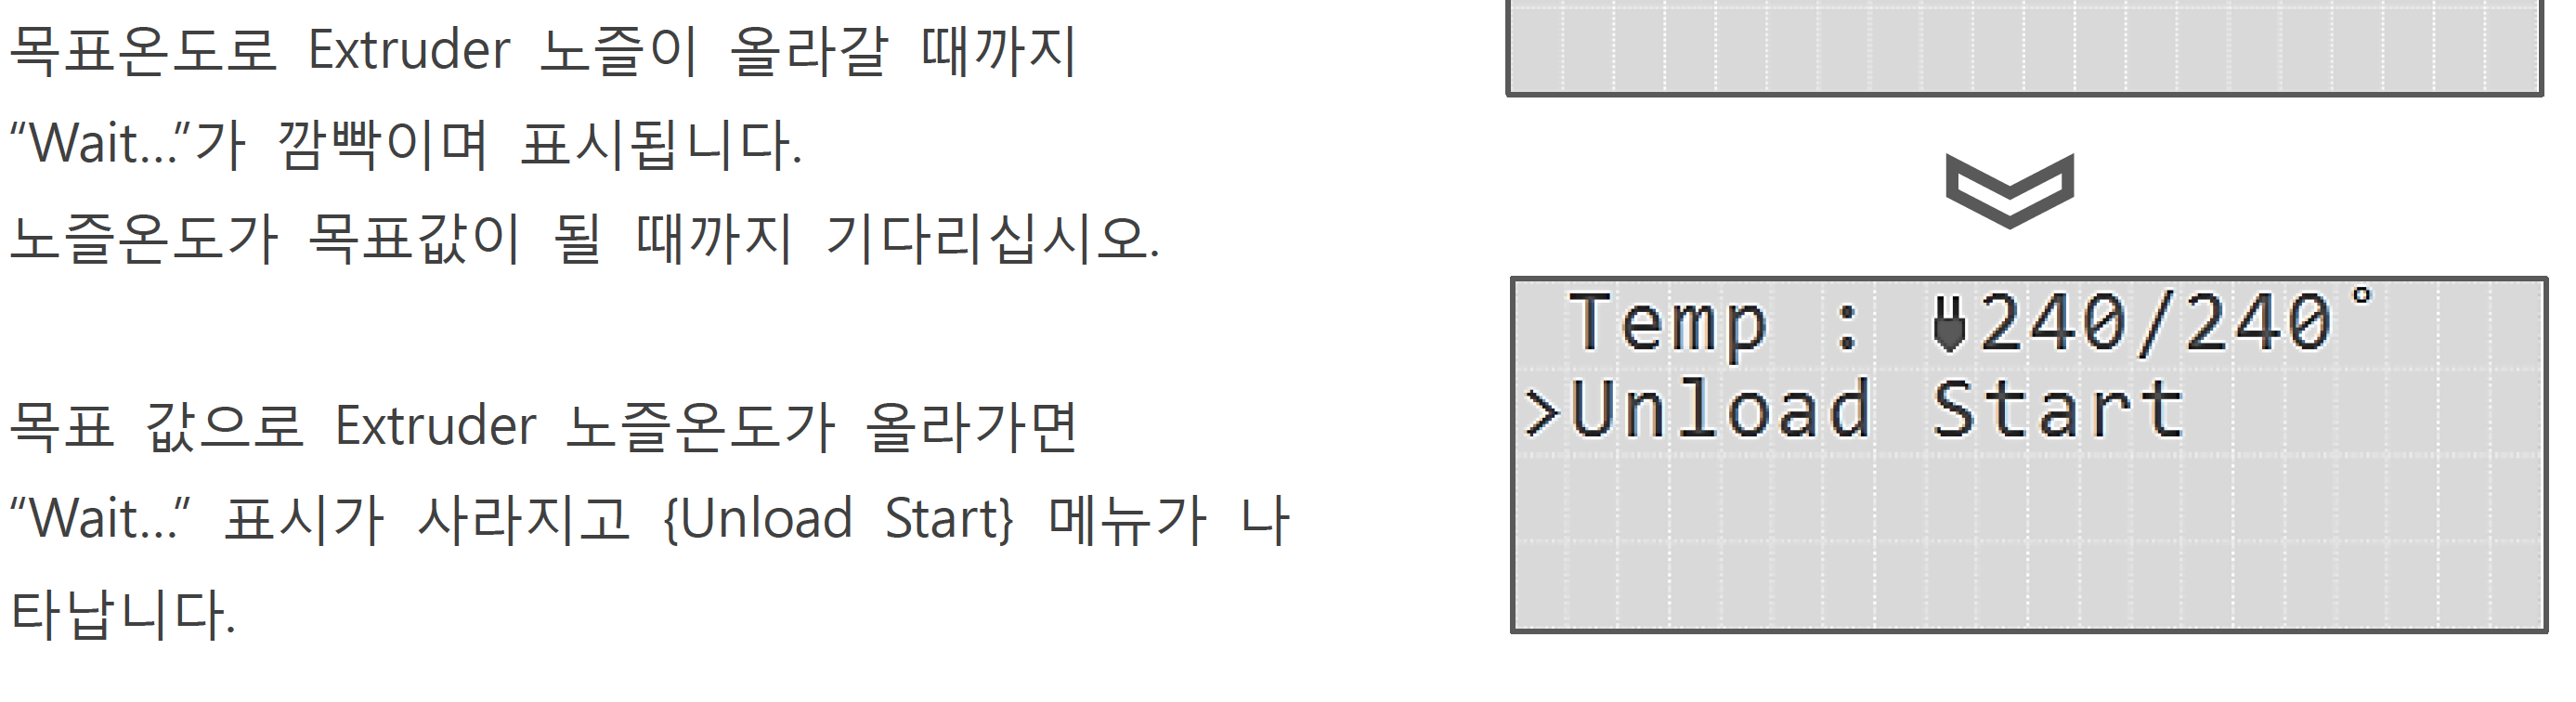 목표온도로 Extruder 노즐이 올라갈 때까지
“Wait…”가 깜빡이며 표시됩니다.
노즐온도가 목표값이 될 때까지 기다리십시오.
목표 값으로 Extruder 노즐온도가 올라가면
“Wait…” 표시가 사라지고 {Unload Start} 메뉴가 나
타납니다.
Temp : 240/240°
>Unload Start